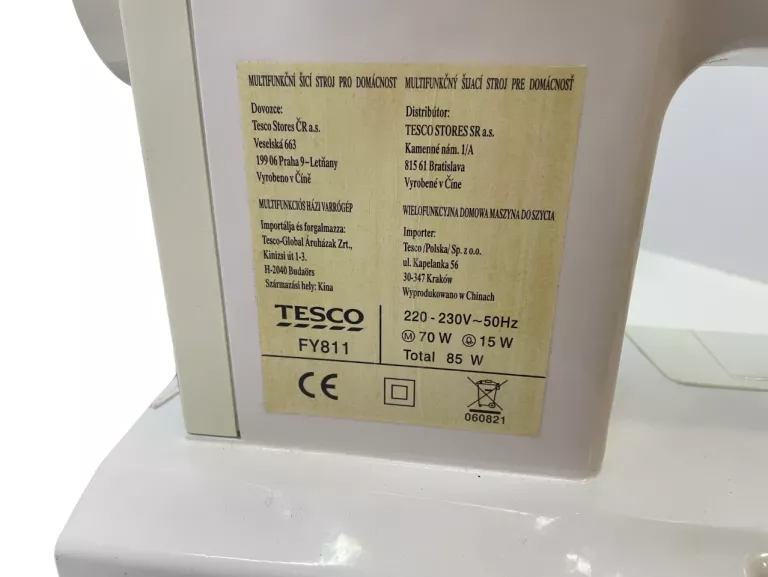 MULTIFUNKČNÍ ŠICÍ STROJ PRO DOMÁCNOST
Dovozce:
Tesco Stores ČR a.s.
Veselská 663
199 06 Praha 9 – Letňany
Vyrobeno v Číně
MULTIFUNKČNÝ ŠIJACÍ STROJ PRE DOMÁCNOSŤ
Distribútor:
TESCO STORES SR a.s.
Kamenné nám. 1/A
815 61 Bratislava
Vyrobené v Číne
MULTIFUNKCIÓS HÁZI VARRÓGÉP
Importálja és forgalmazza:
Tesco-Global Áruházak Zrt.,
Kinizsi út 1-3.
H-2040 Budaörs
Származási hely: Kína
WIELOFUNKCYJNA DOMOWA MASZYNA DO SZYCIA
Importer:
Tesco /Polska/ Sp. z o.o.
ul. Kapelanka 56
30-347 Kraków
Wyprodukowano w Chinach
TESCO
FY811
220 - 230V~50Hz
M 70 W 15 W
Total 85 W
CE
060821